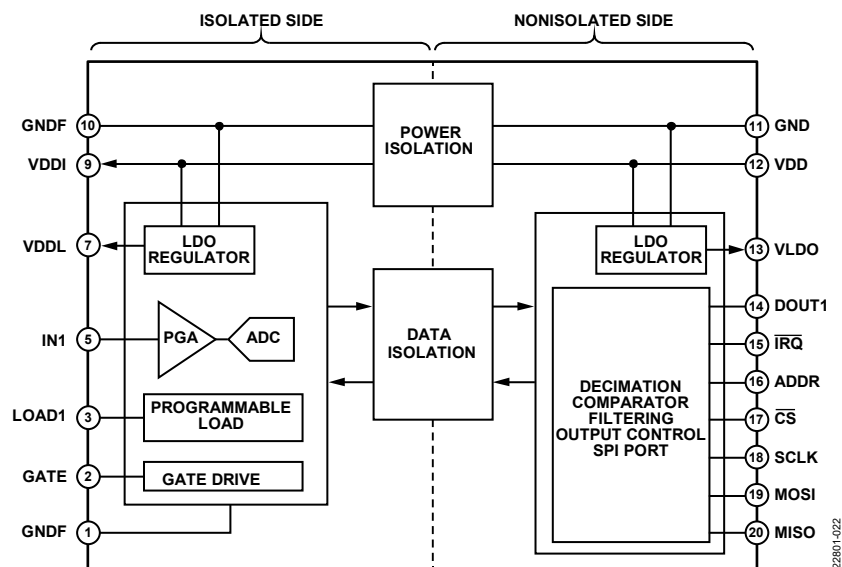 ISOLATED SIDE
NONISOLATED SIDE
GNDF 10
VDDI 9
VDDL 7
IN1 5
LOAD1 3
GATE 2
GNDF 1
POWER
ISOLATION
LDO
REGULATOR
PGA
ADC
PROGRAMMABLE
LOAD
GATE DRIVE
DATA
ISOLATION
LDO
REGULATOR
DECIMATION
COMPARATOR
FILTERING
OUTPUT CONTROL
SPI PORT
11 GND
12 VDD
13 VLDO
14 DOUT1
15 I̅R̅Q̅
16 ADDR
17 C̅S̅
18 SCLK
19 MOSI
20 MISO
22801-022